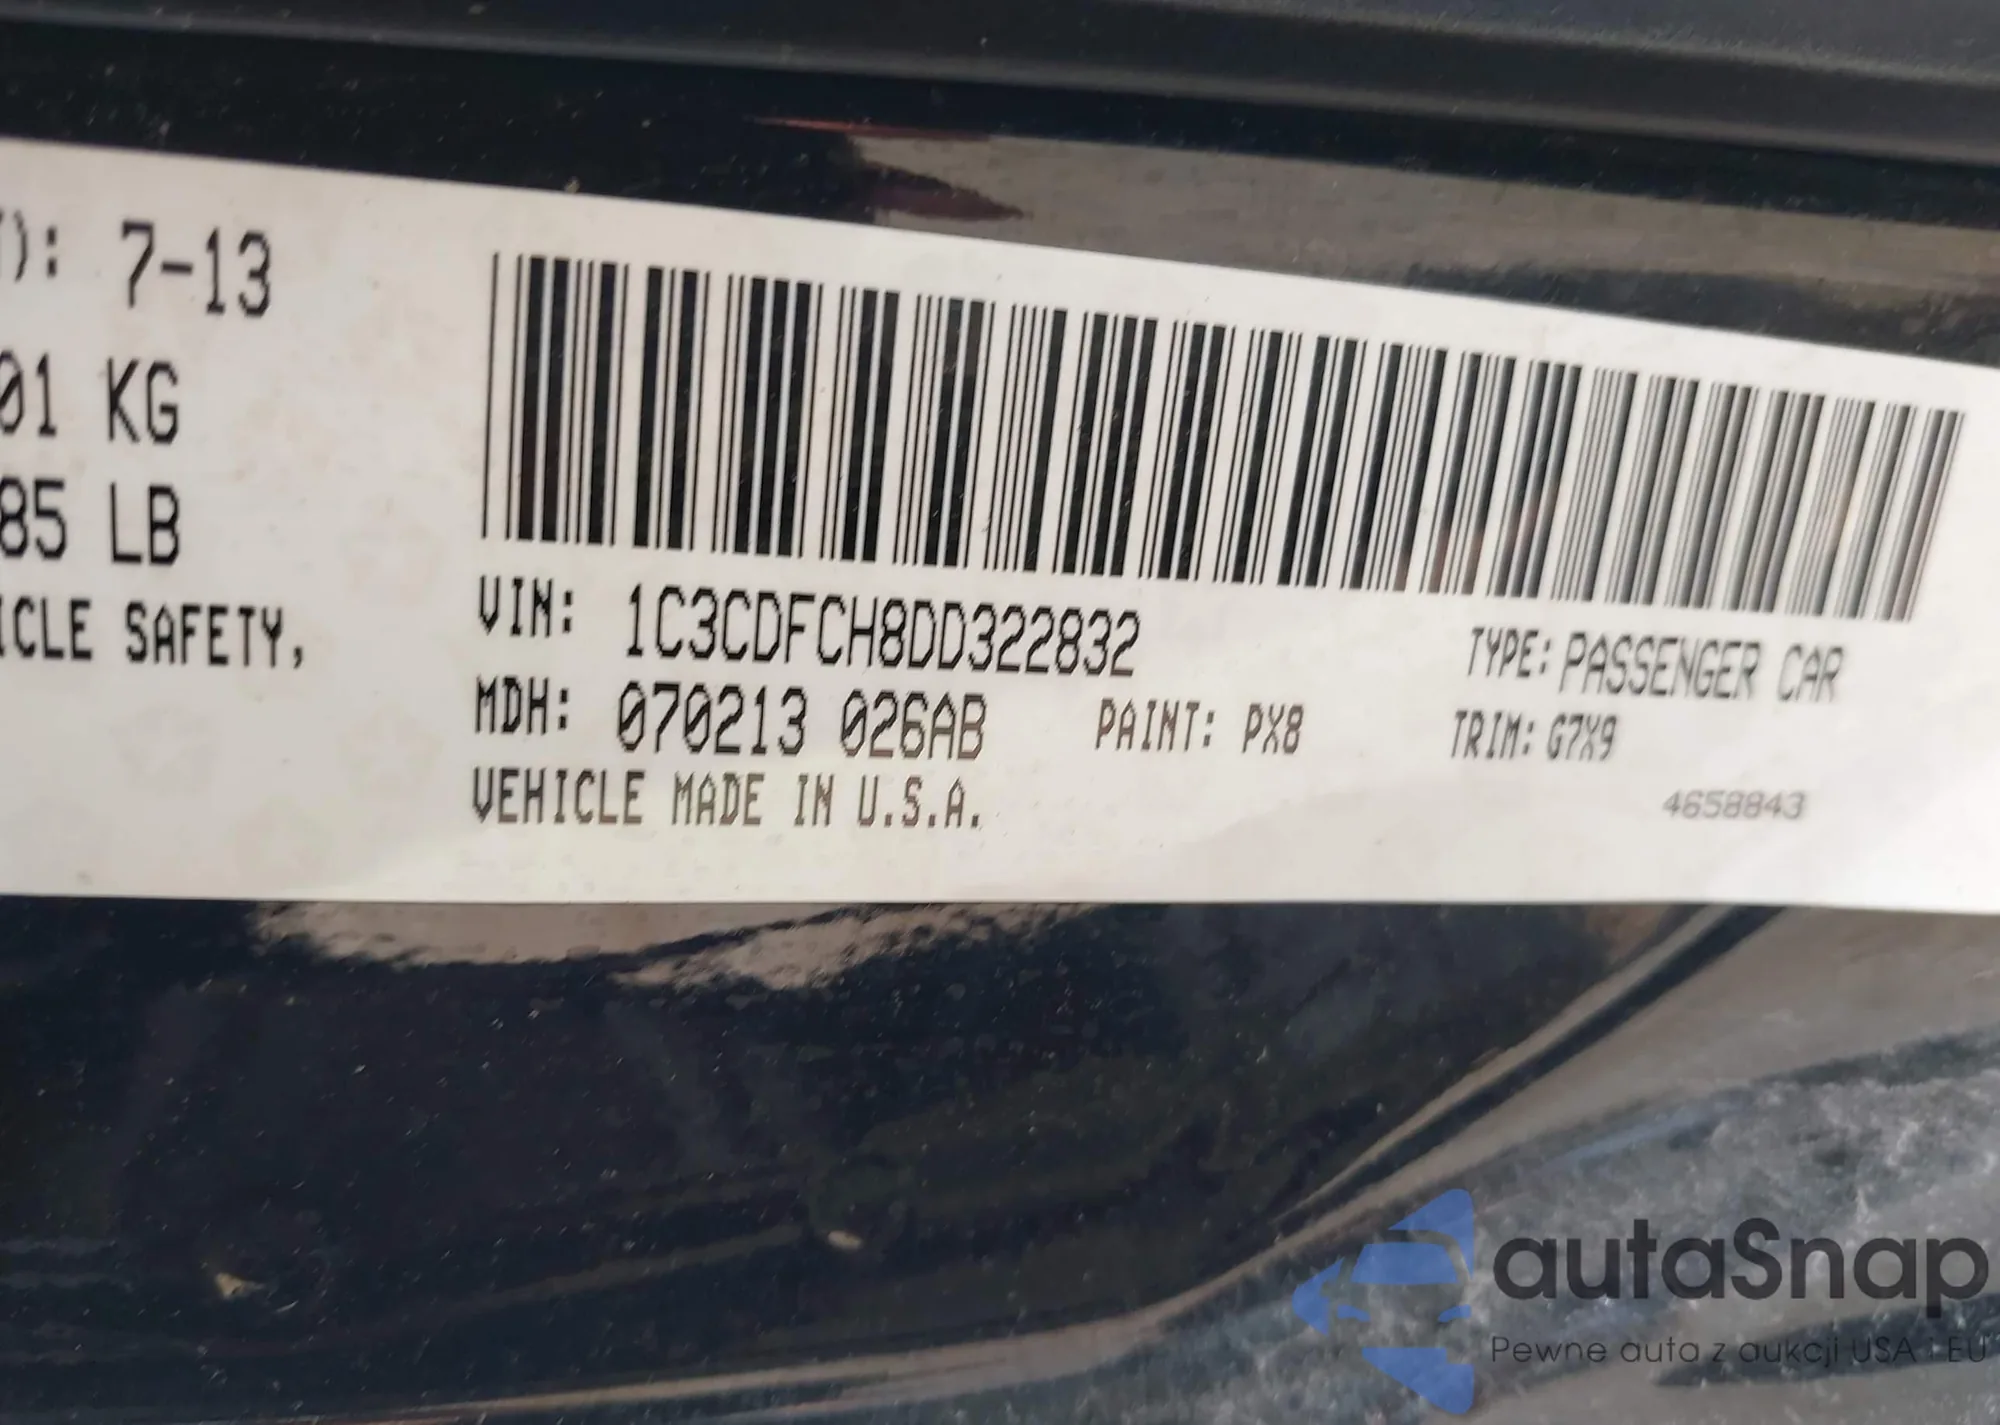 ): 7-13
01 KG
85 LB
ICLE SAFETY,
VIN: 1C3CDFCH8DD322832
TYPE: PASSENGER CAR
MDH: 070213 026AB PAINT: PX8 TRIM: G7X9
VEHICLE MADE IN U.S.A.
4658843
autaSnap
Pewne auta z aukcji USA i EU